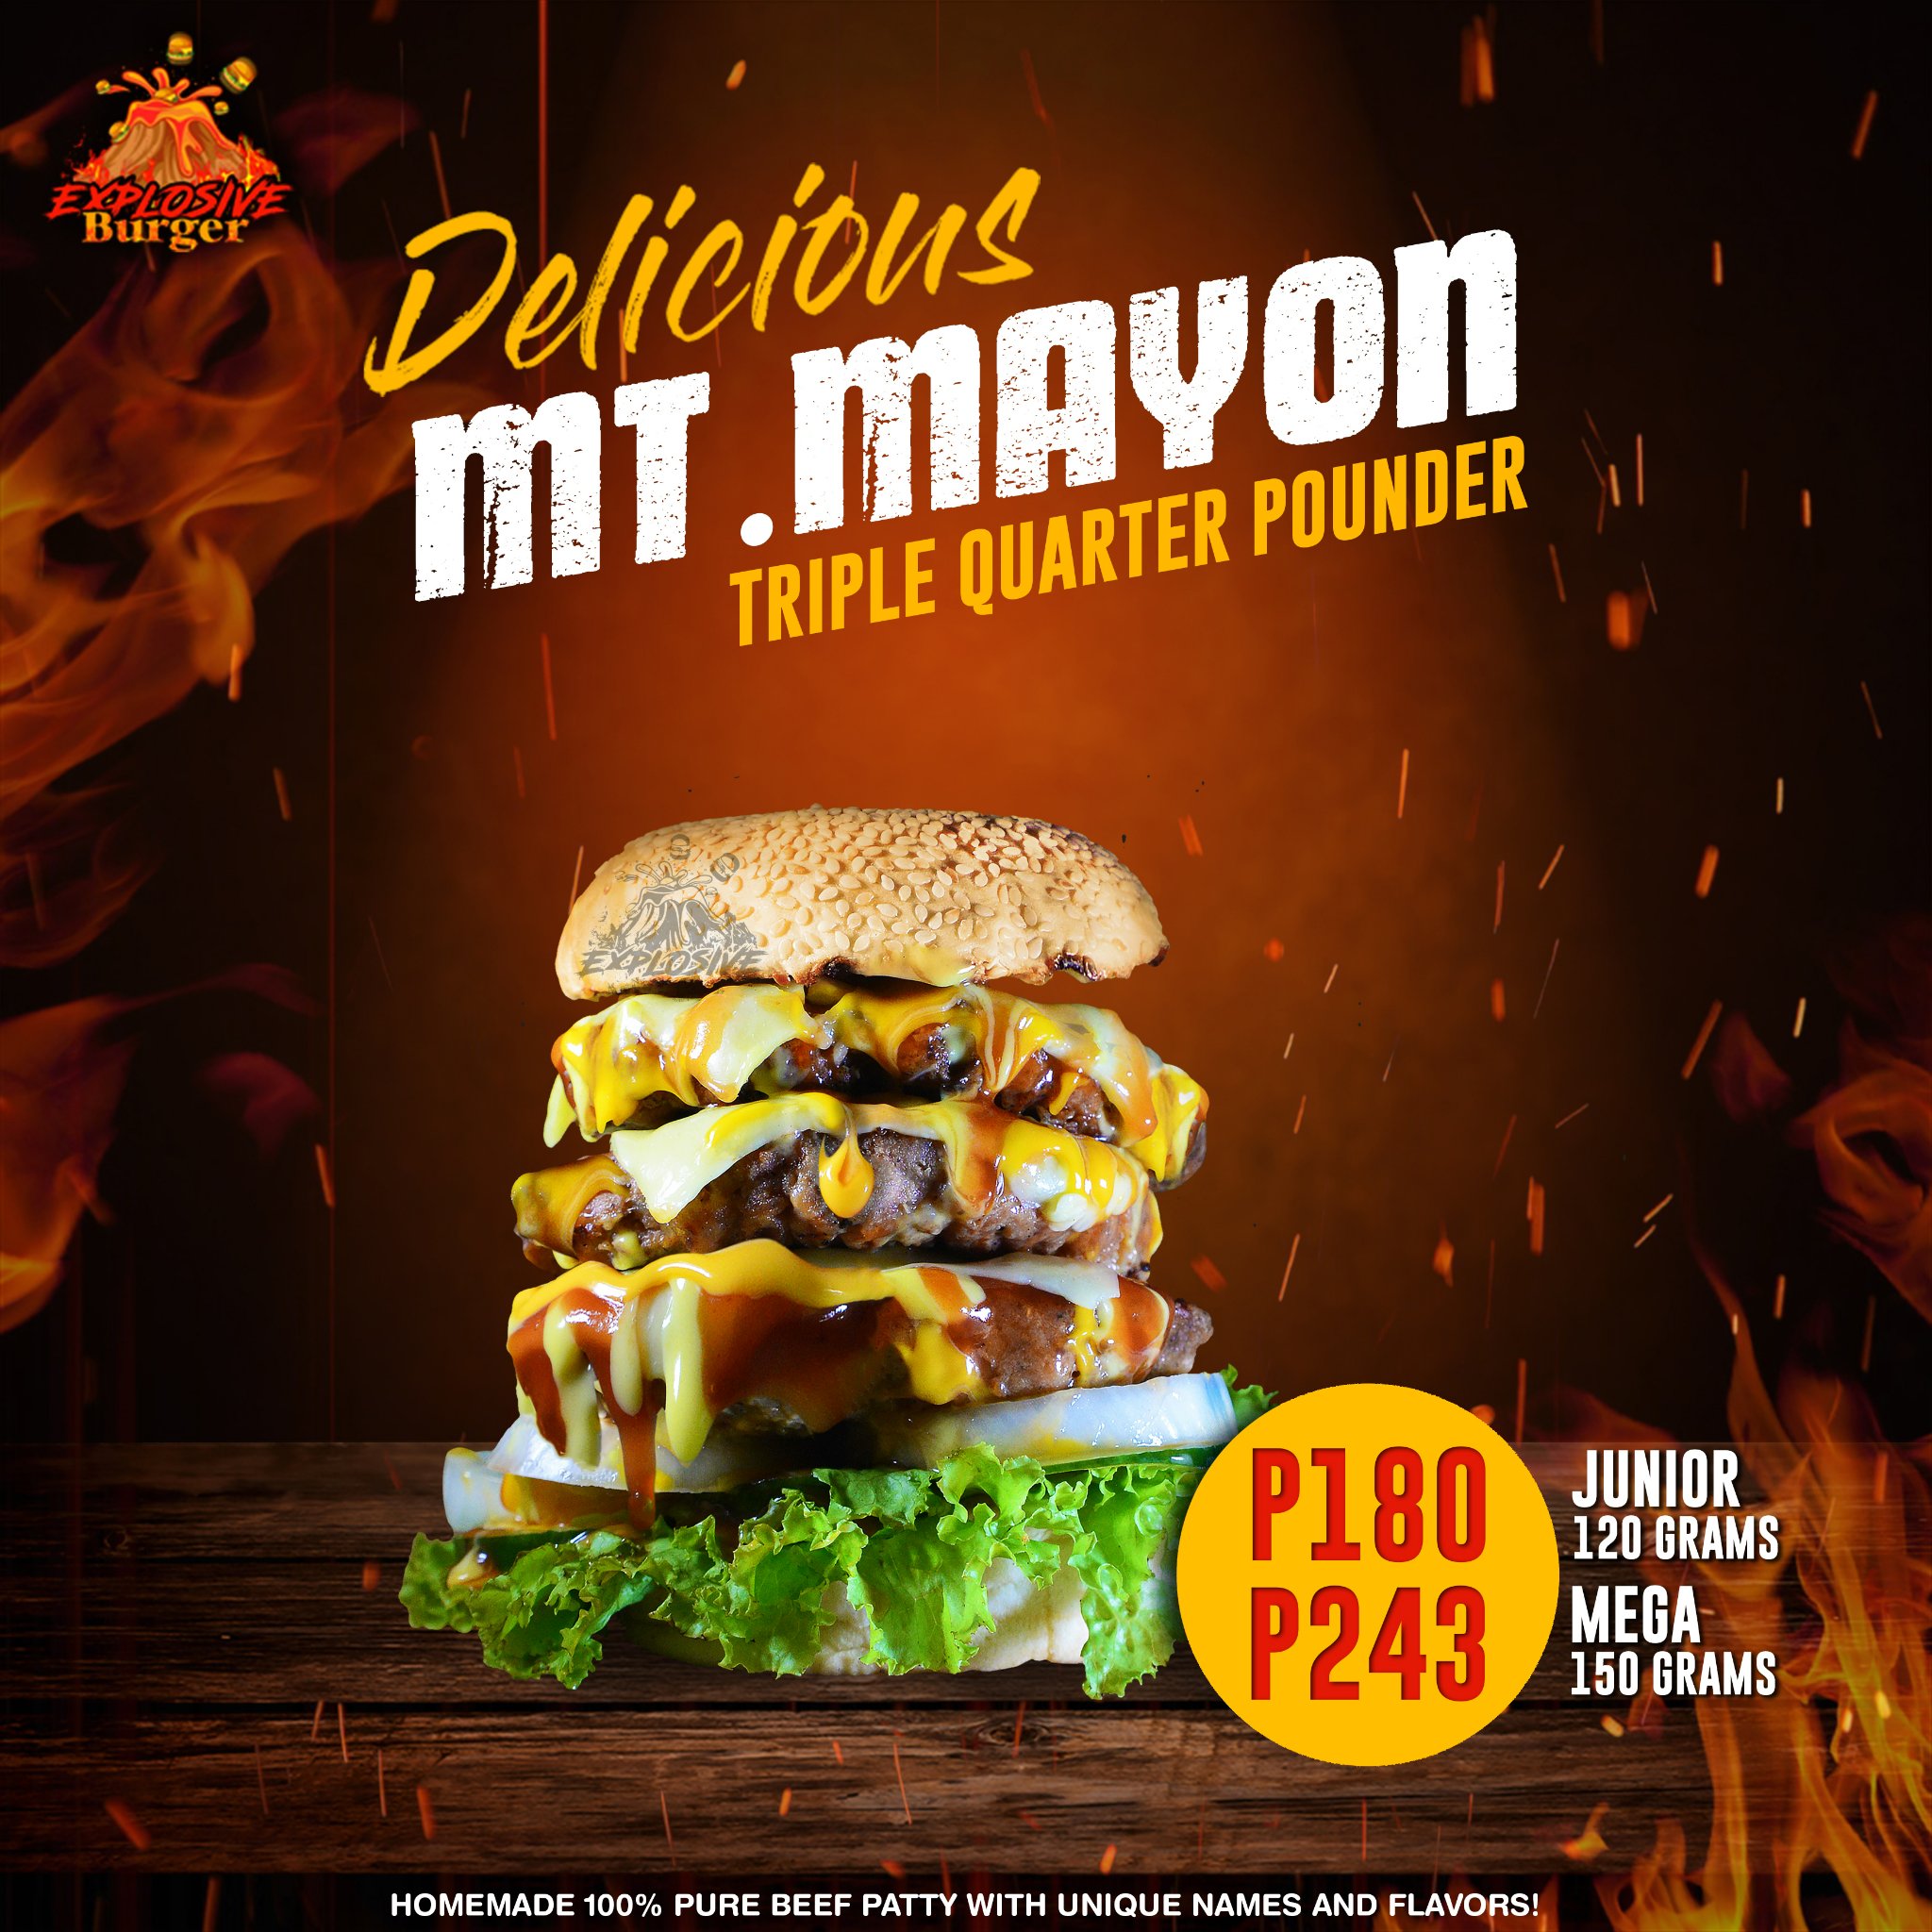 EXPLOSIVE
Burger
Delicious
MT.MAYON
TRIPLE QUARTER POUNDER
EXPLOSIVE
P180
JUNIOR
120 GRAMS
P243
MEGA
150 GRAMS
HOMEMADE 100% PURE BEEF PATTY WITH UNIQUE NAMES AND FLAVORS!